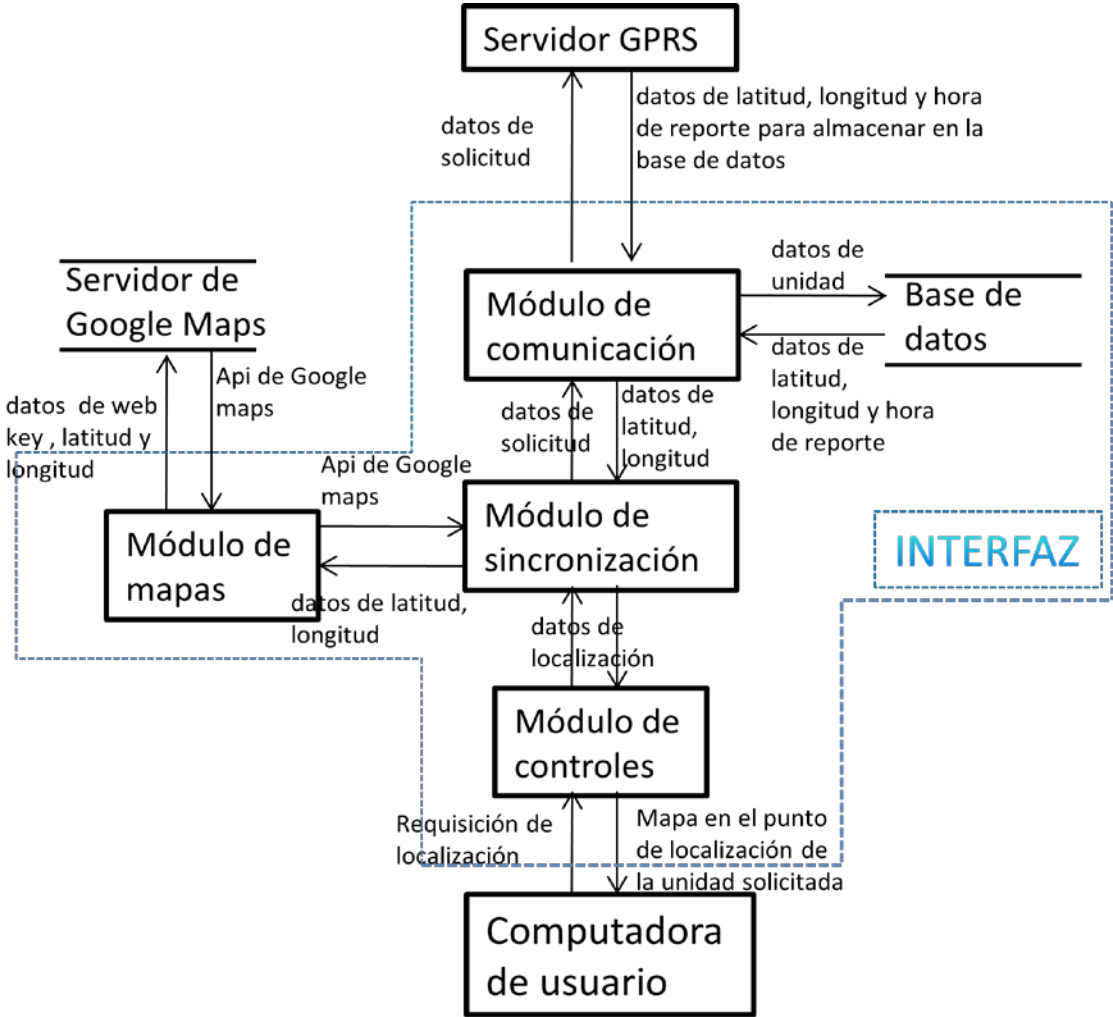 Servidor GPRS
datos de
solicitud
datos de latitud, longitud y hora
de reporte para almacenar en la
base de datos
Servidor de
Google Maps
Módulo de
comunicación
datos de
unidad
Base de
datos
datos de
latitud,
longitud y hora
de reporte
datos de web
key , latitud y
longitud
Api de Google
maps
datos de
solicitud
datos de
latitud,
longitud
Api de Google
maps
Módulo de
mapas
Módulo de
sincronización
INTERFAZ
datos de latitud,
longitud
datos de
localización
Módulo de
controles
Requisición de
localización
Mapa en el punto
de localización de
la unidad solicitada
Computadora
de usuario